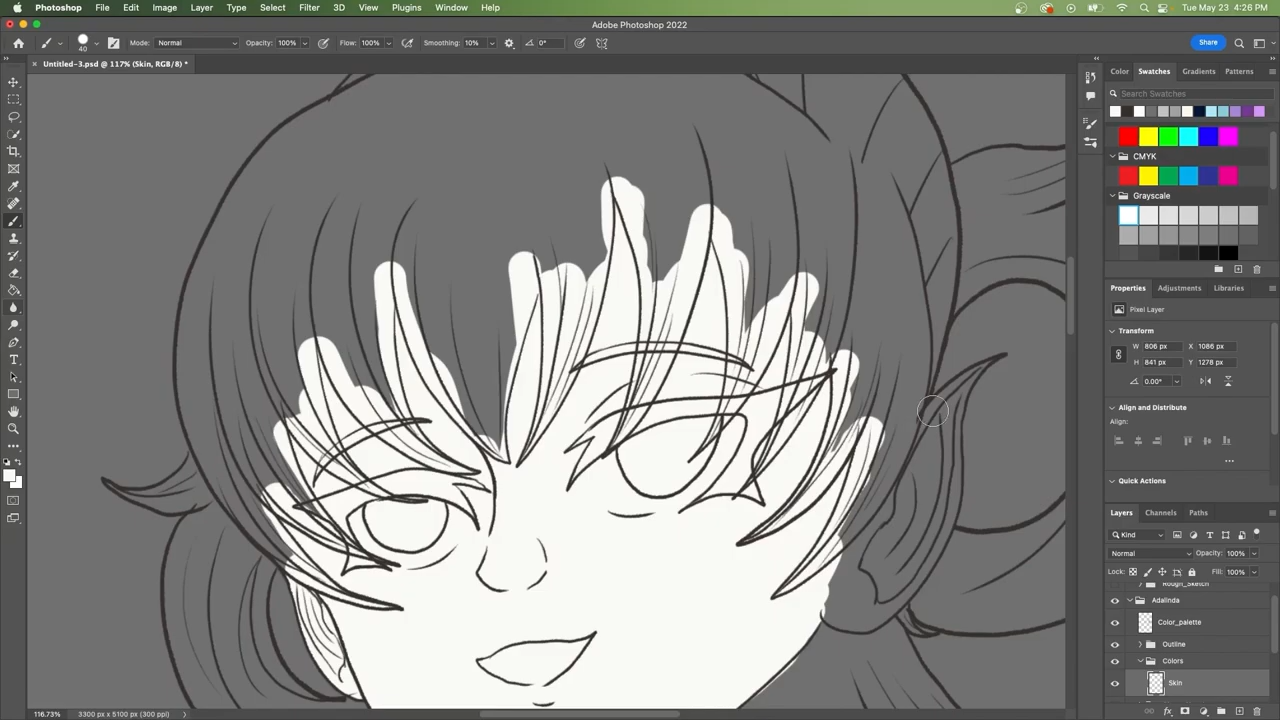 Photoshop File Edit Image Layer Type Select Filter 3D View Plugins Window Help Tue May 23 4:26 PM
Adobe Photoshop 2022
40 Mode: Normal Opacity: 100% Flow: 100% Smoothing: 10% 0° Share
Untitled-3.psd @ 117% (Skin, RGB/8) *
Color Swatches Gradients Patterns
Search Swatches
CMYK
Grayscale
Properties Adjustments Libraries
Pixel Layer
Transform
W 806 px X 1086 px
H 841 px Y 1278 px
0.00°
Align and Distribute
Align:
Quick Actions
Layers Channels Paths
Kind
Normal Opacity: 100%
Lock: Fill: 100%
Rough_Sketch
Adalinda
Color_palette
Outline
Colors
Skin
116.73% 3300 px x 5100 px (300 ppi)